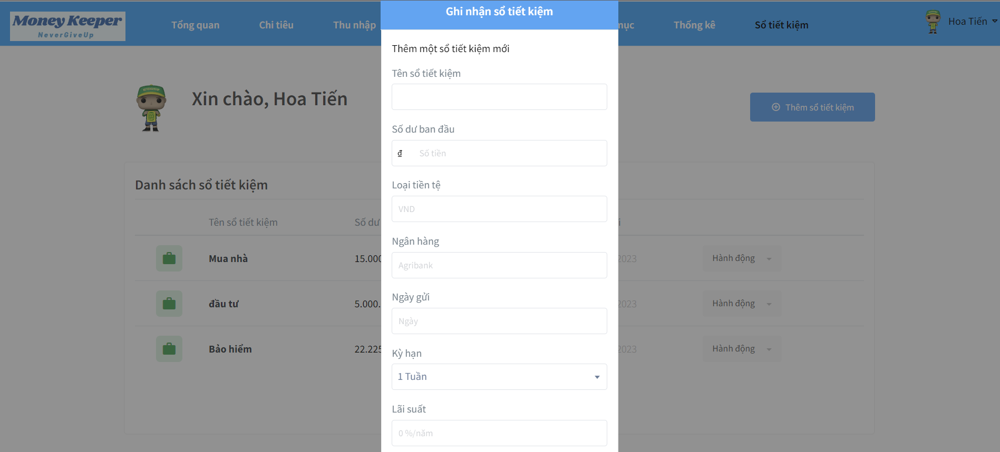 Money Keeper
NeverGiveUp
Tổng quan
Chi tiêu
Thu nhập
mục
Thống kê
Sổ tiết kiệm
Hoa Tiến
Ghi nhận sổ tiết kiệm
Thêm một sổ tiết kiệm mới
Tên sổ tiết kiệm
Số dư ban đầu
₫ Số tiền
Loại tiền tệ
VND
Ngân hàng
Agribank
Ngày gửi
Ngày
Kỳ hạn
1 Tuần
Lãi suất
0 %/năm
NEVERGIVEUP
Xin chào, Hoa Tiến
Thêm sổ tiết kiệm
Danh sách sổ tiết kiệm
Tên sổ tiết kiệm Số dư i
Mua nhà 15.000 2023 Hành động
đầu tư 5.000. 2023 Hành động
Bảo hiểm 22.225 2023 Hành động